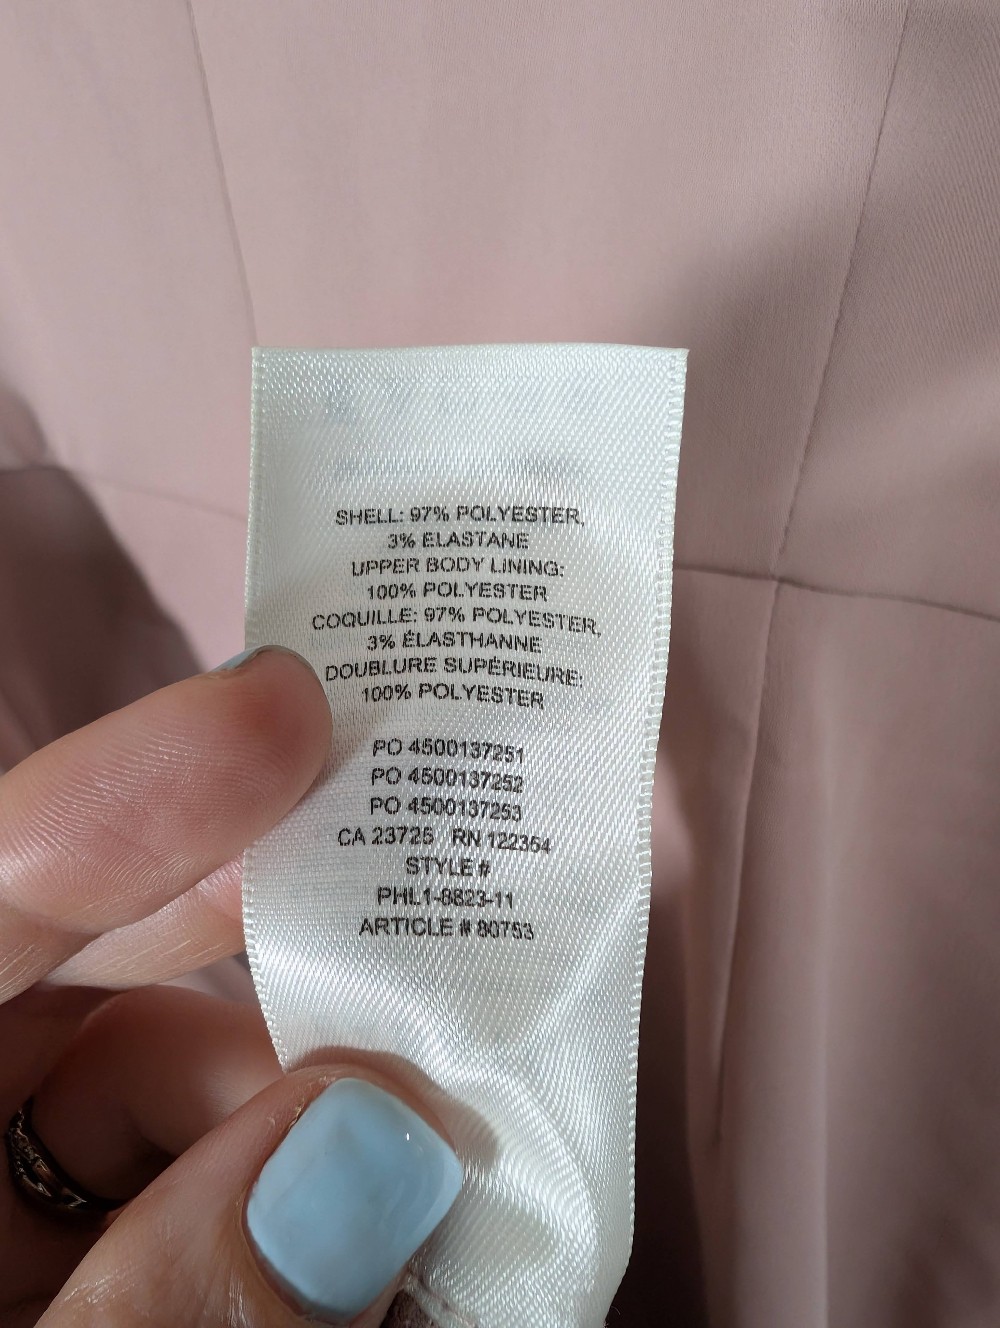 SHELL: 97% POLYESTER,
3% ELASTANE
UPPER BODY LINING:
100% POLYESTER
COQUILLE: 97% POLYESTER,
3% ÉLASTHANNE
DOUBLURE SUPÉRIEURE:
100% POLYESTER
PO 4500137251
PO 4500137252
PO 4500137253
CA 23725 RN 122354
STYLE #
PHL1-8823-11
ARTICLE # 80753